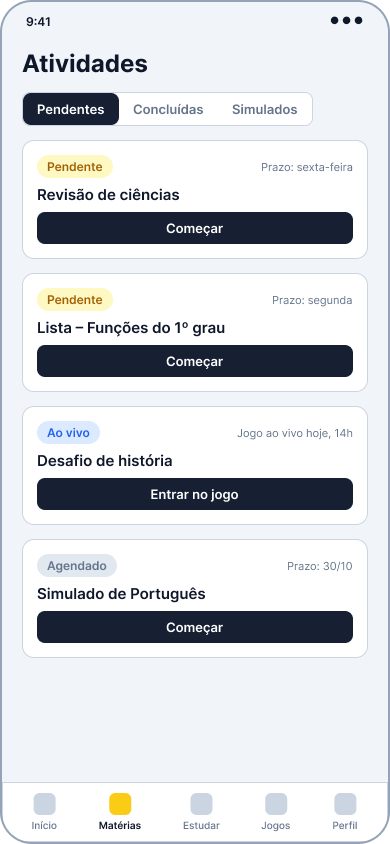 9:41
Atividades
Pendentes Concluídas Simulados
Pendente Prazo: sexta-feira
Revisão de ciências
Começar
Pendente Prazo: segunda
Lista – Funções do 1º grau
Começar
Ao vivo Jogo ao vivo hoje, 14h
Desafio de história
Entrar no jogo
Agendado Prazo: 30/10
Simulado de Português
Começar
Início Matérias Estudar Jogos Perfil